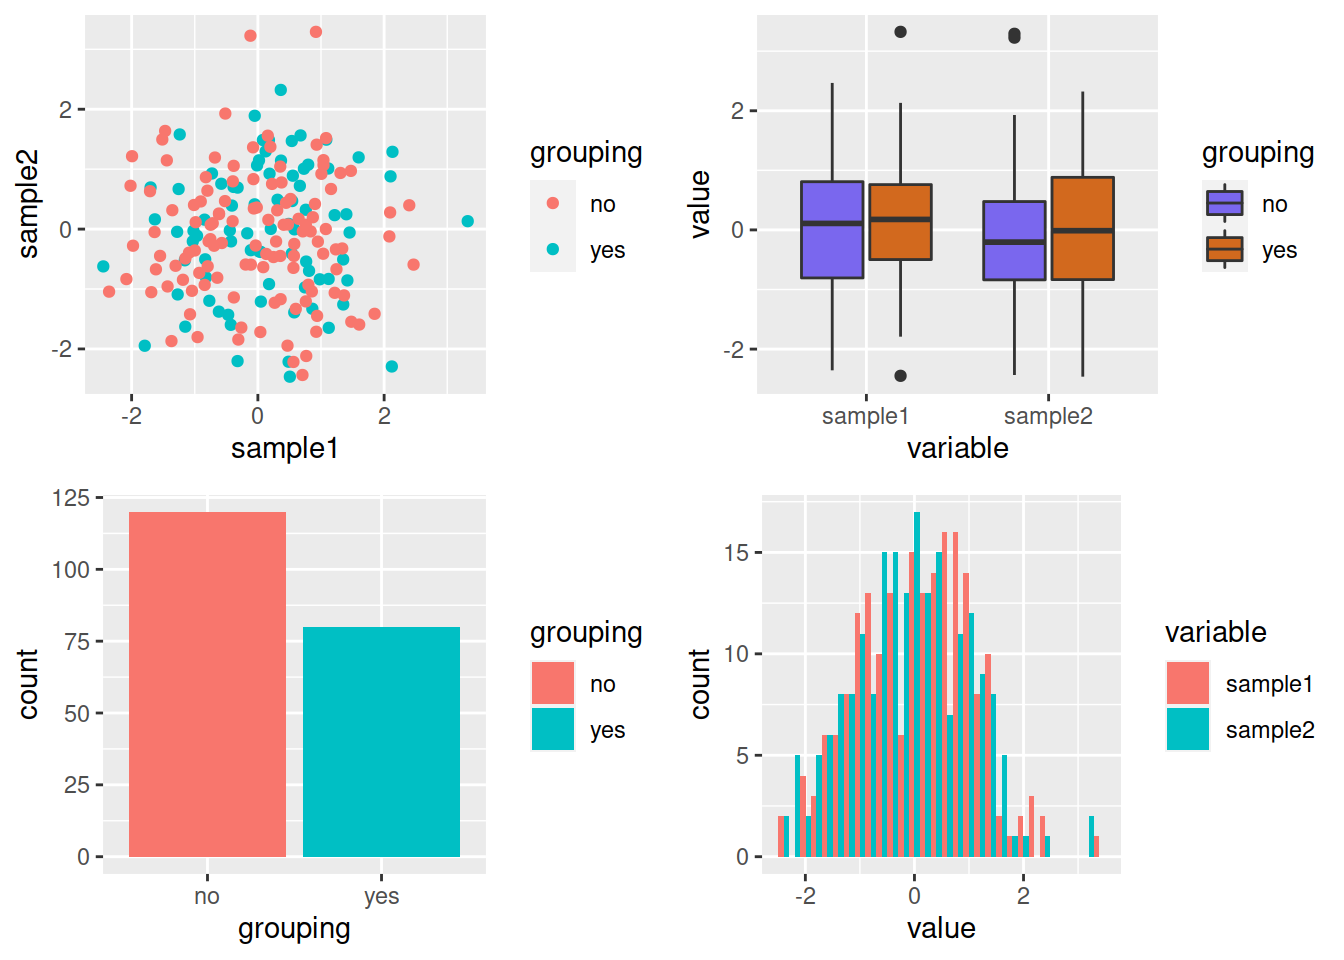 sample2
2
0
-2
-2
0
2
sample1
grouping
no
yes
value
2
0
-2
sample1
sample2
variable
grouping
no
yes
count
125
100
75
50
25
0
no
yes
grouping
grouping
no
yes
count
15
10
5
0
-2
0
2
value
variable
sample1
sample2